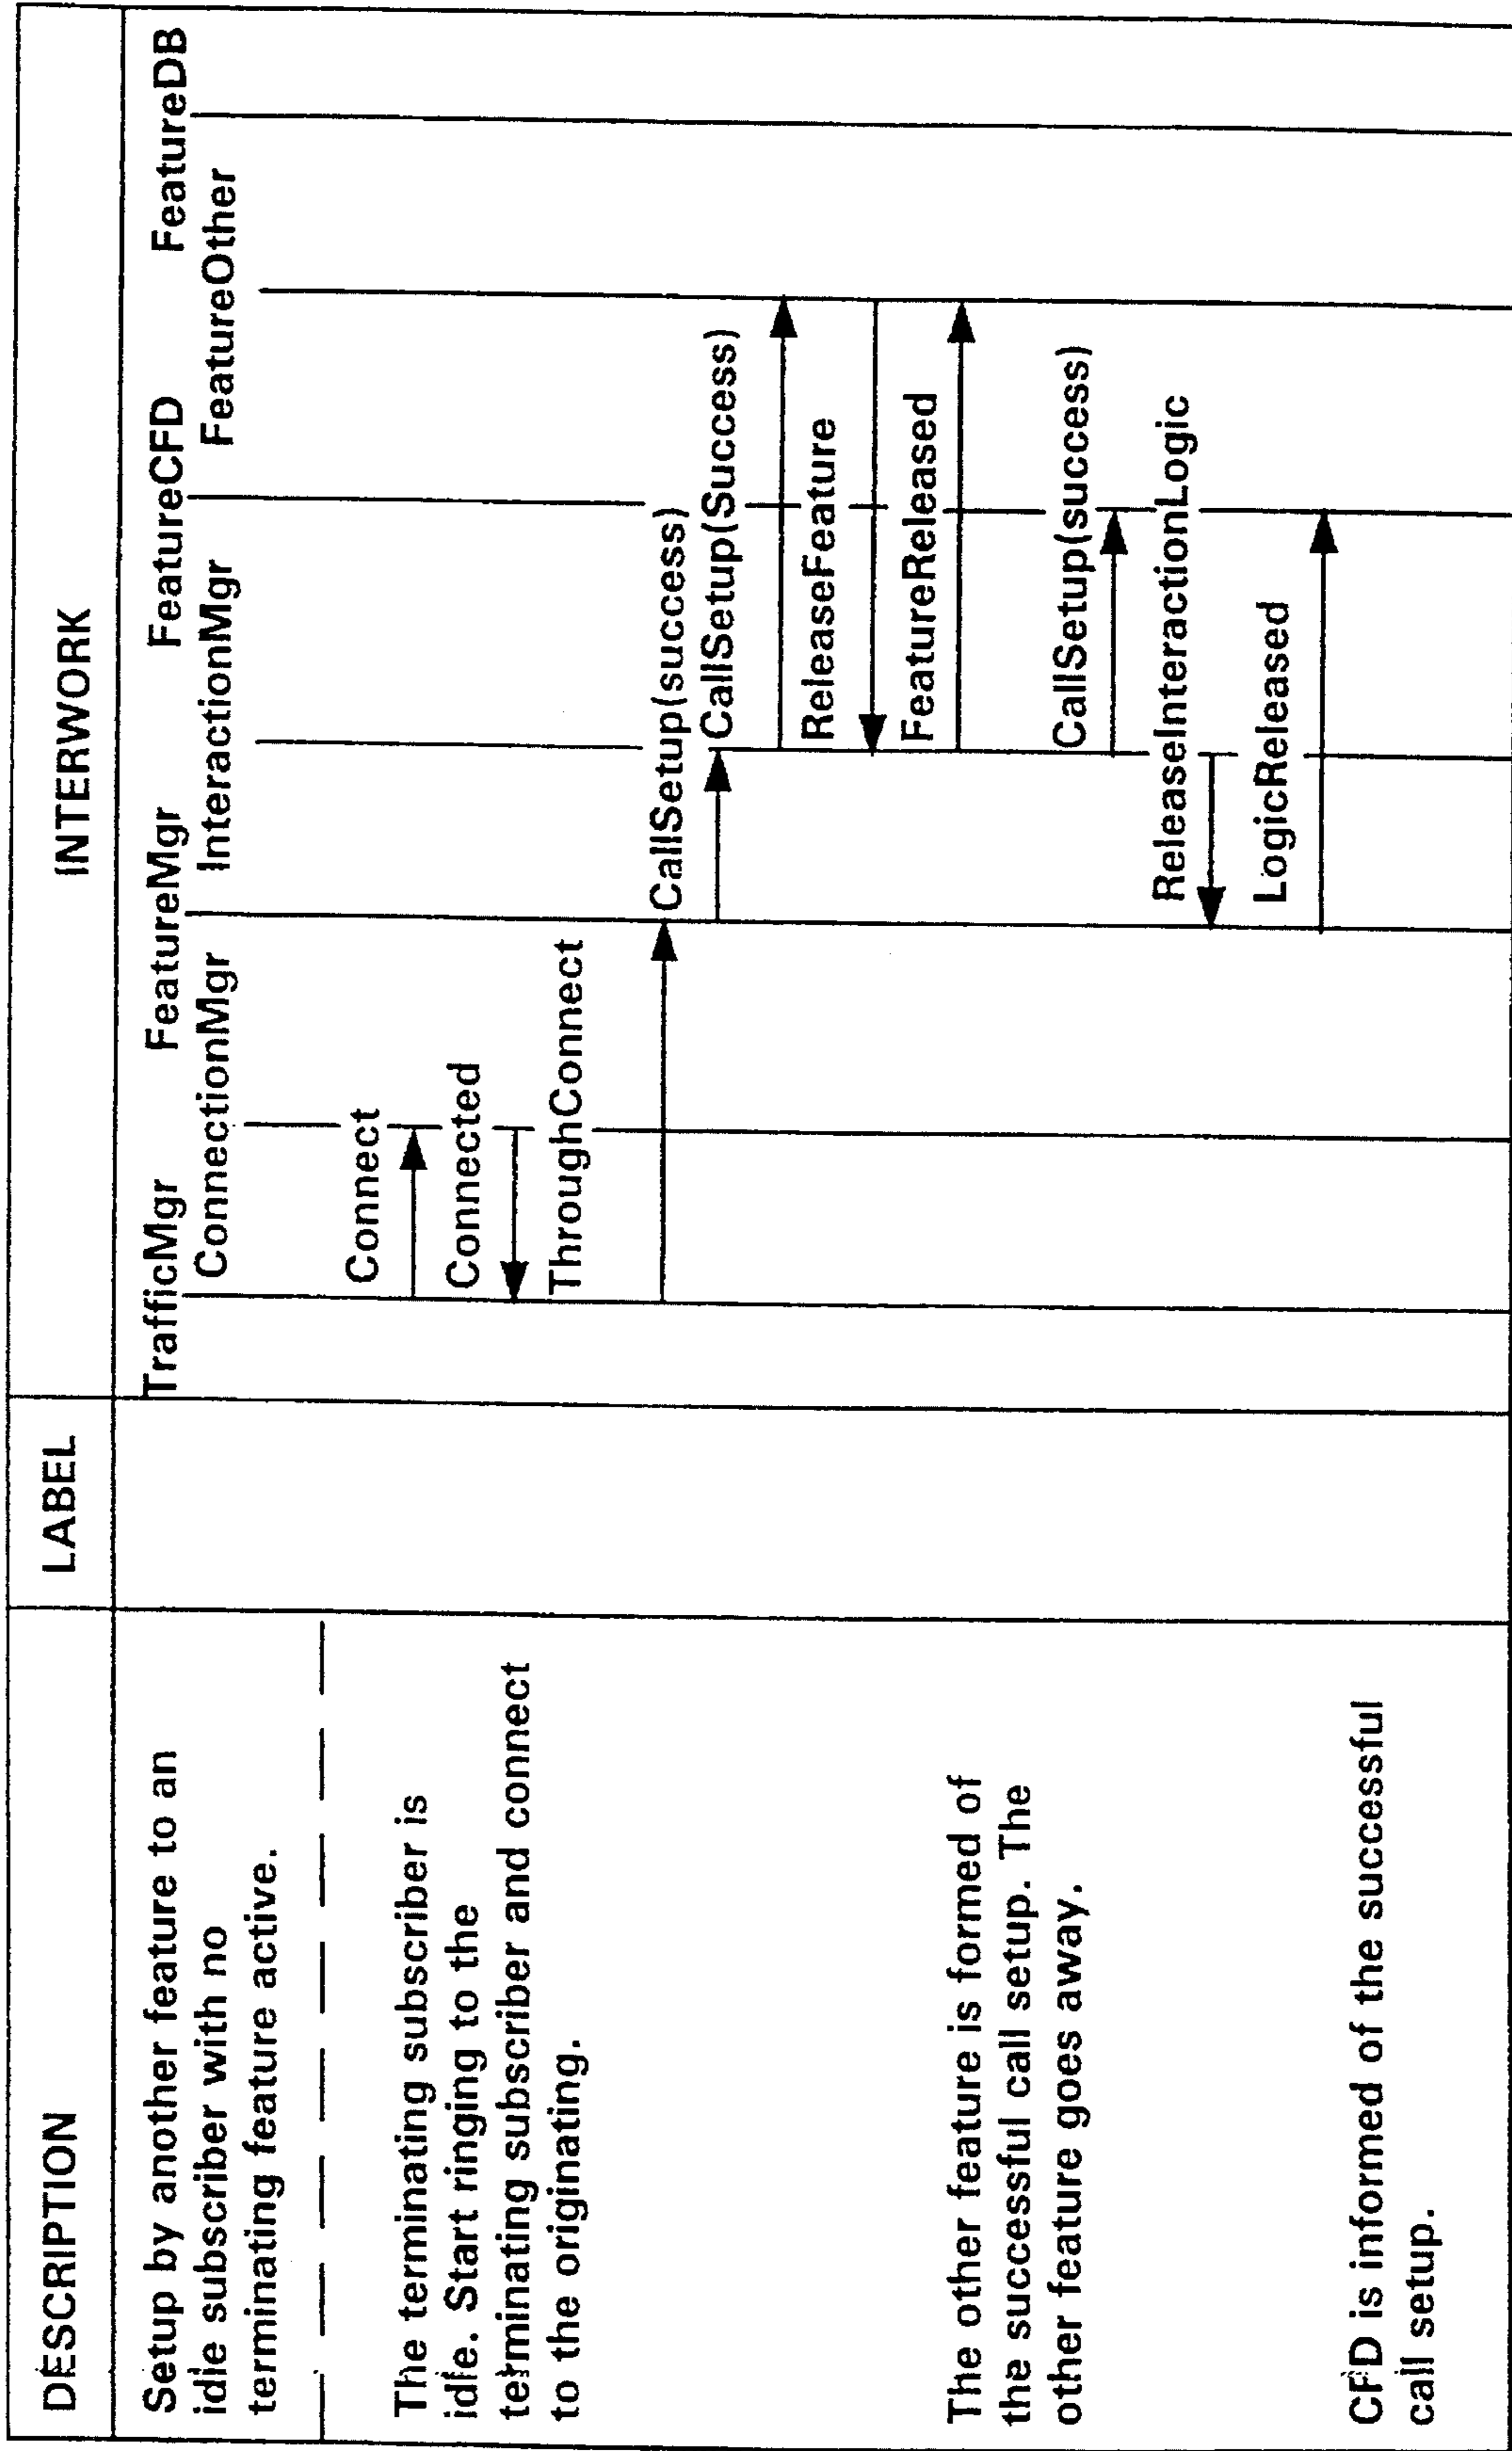 DESCRIPTION
LABEL
INTERWORK
Setup by another feature to an
idle subscriber with no
terminating feature active.
TrafficMgr
ConnectionMgr
FeatureMgr
InteractionMgr
FeatureCFD
FeatureOther
FeatureDB
The terminating subscriber is
idle. Start ringing to the
terminating subscriber and connect
to the originating.
Connect
Connected
ThroughConnect
CallSetup(success)
CallSetup(Success)
ReleaseFeature
The other feature is formed of
the successful call setup. The
other feature goes away.
FeatureReleased
CallSetup(success)
ReleaseInteractionLogic
LogicReleased
CFD is informed of the successful
call setup.